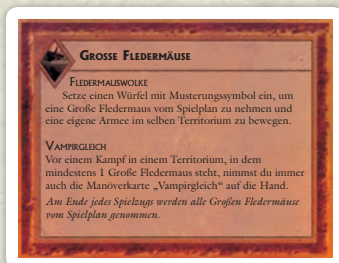 GROSSE FLEDERMÄUSE
FLEDERMAUSWOLKE
Setze einen Würfel mit Musterungssymbol ein, um
eine Große Fledermaus vom Spielplan zu nehmen und
eine eigene Armee im selben Territorium zu bewegen.
VAMPIRGLEICH
Vor einem Kampf in einem Territorium, in dem
mindestens 1 Große Fledermaus steht, nimmst du immer
auch die Manöverkarte „Vampirgleich" auf die Hand.
Am Ende jedes Spielzugs werden alle Großen Fledermäuse
vom Spielplan genommen.